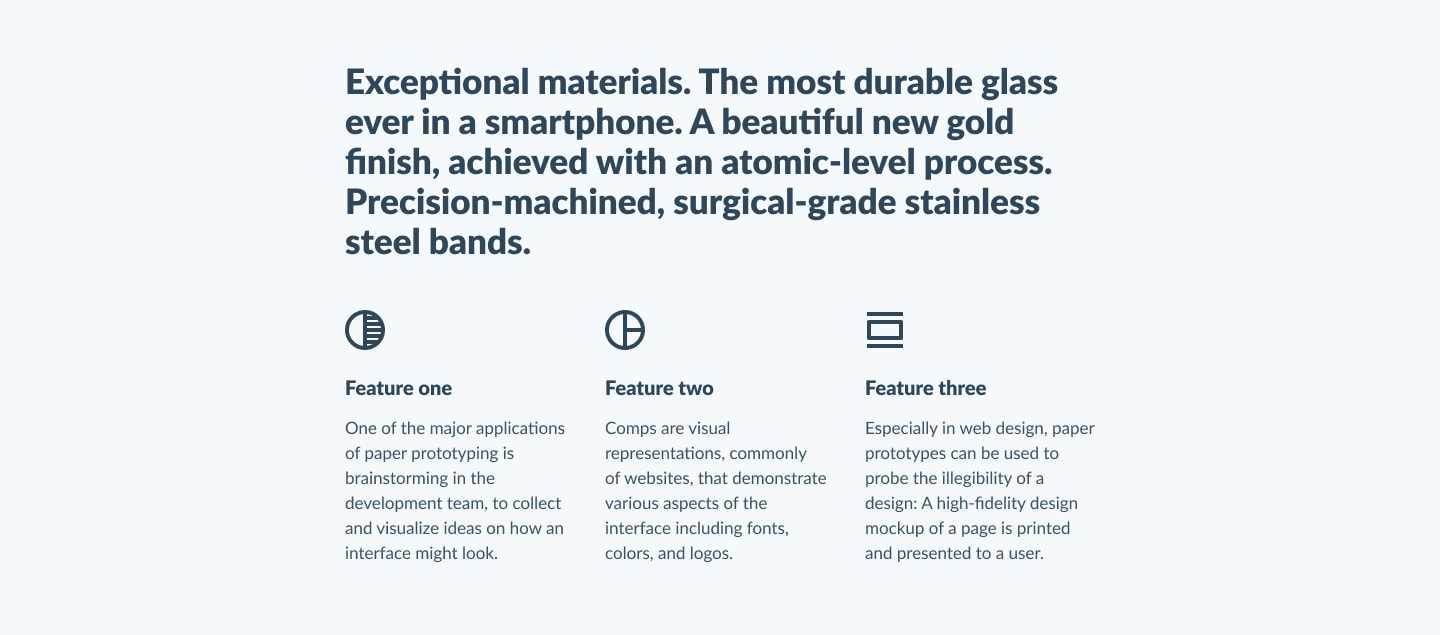 Exceptional materials. The most durable glass
ever in a smartphone. A beautiful new gold
finish, achieved with an atomic-level process.
Precision-machined, surgical-grade stainless
steel bands.
Feature one
One of the major applications
of paper prototyping is
brainstorming in the
development team, to collect
and visualize ideas on how an
interface might look.
Feature two
Comps are visual
representations, commonly
of websites, that demonstrate
various aspects of the
interface including fonts,
colors, and logos.
Feature three
Especially in web design, paper
prototypes can be used to
probe the illegibility of a
design: A high-fidelity design
mockup of a page is printed
and presented to a user.